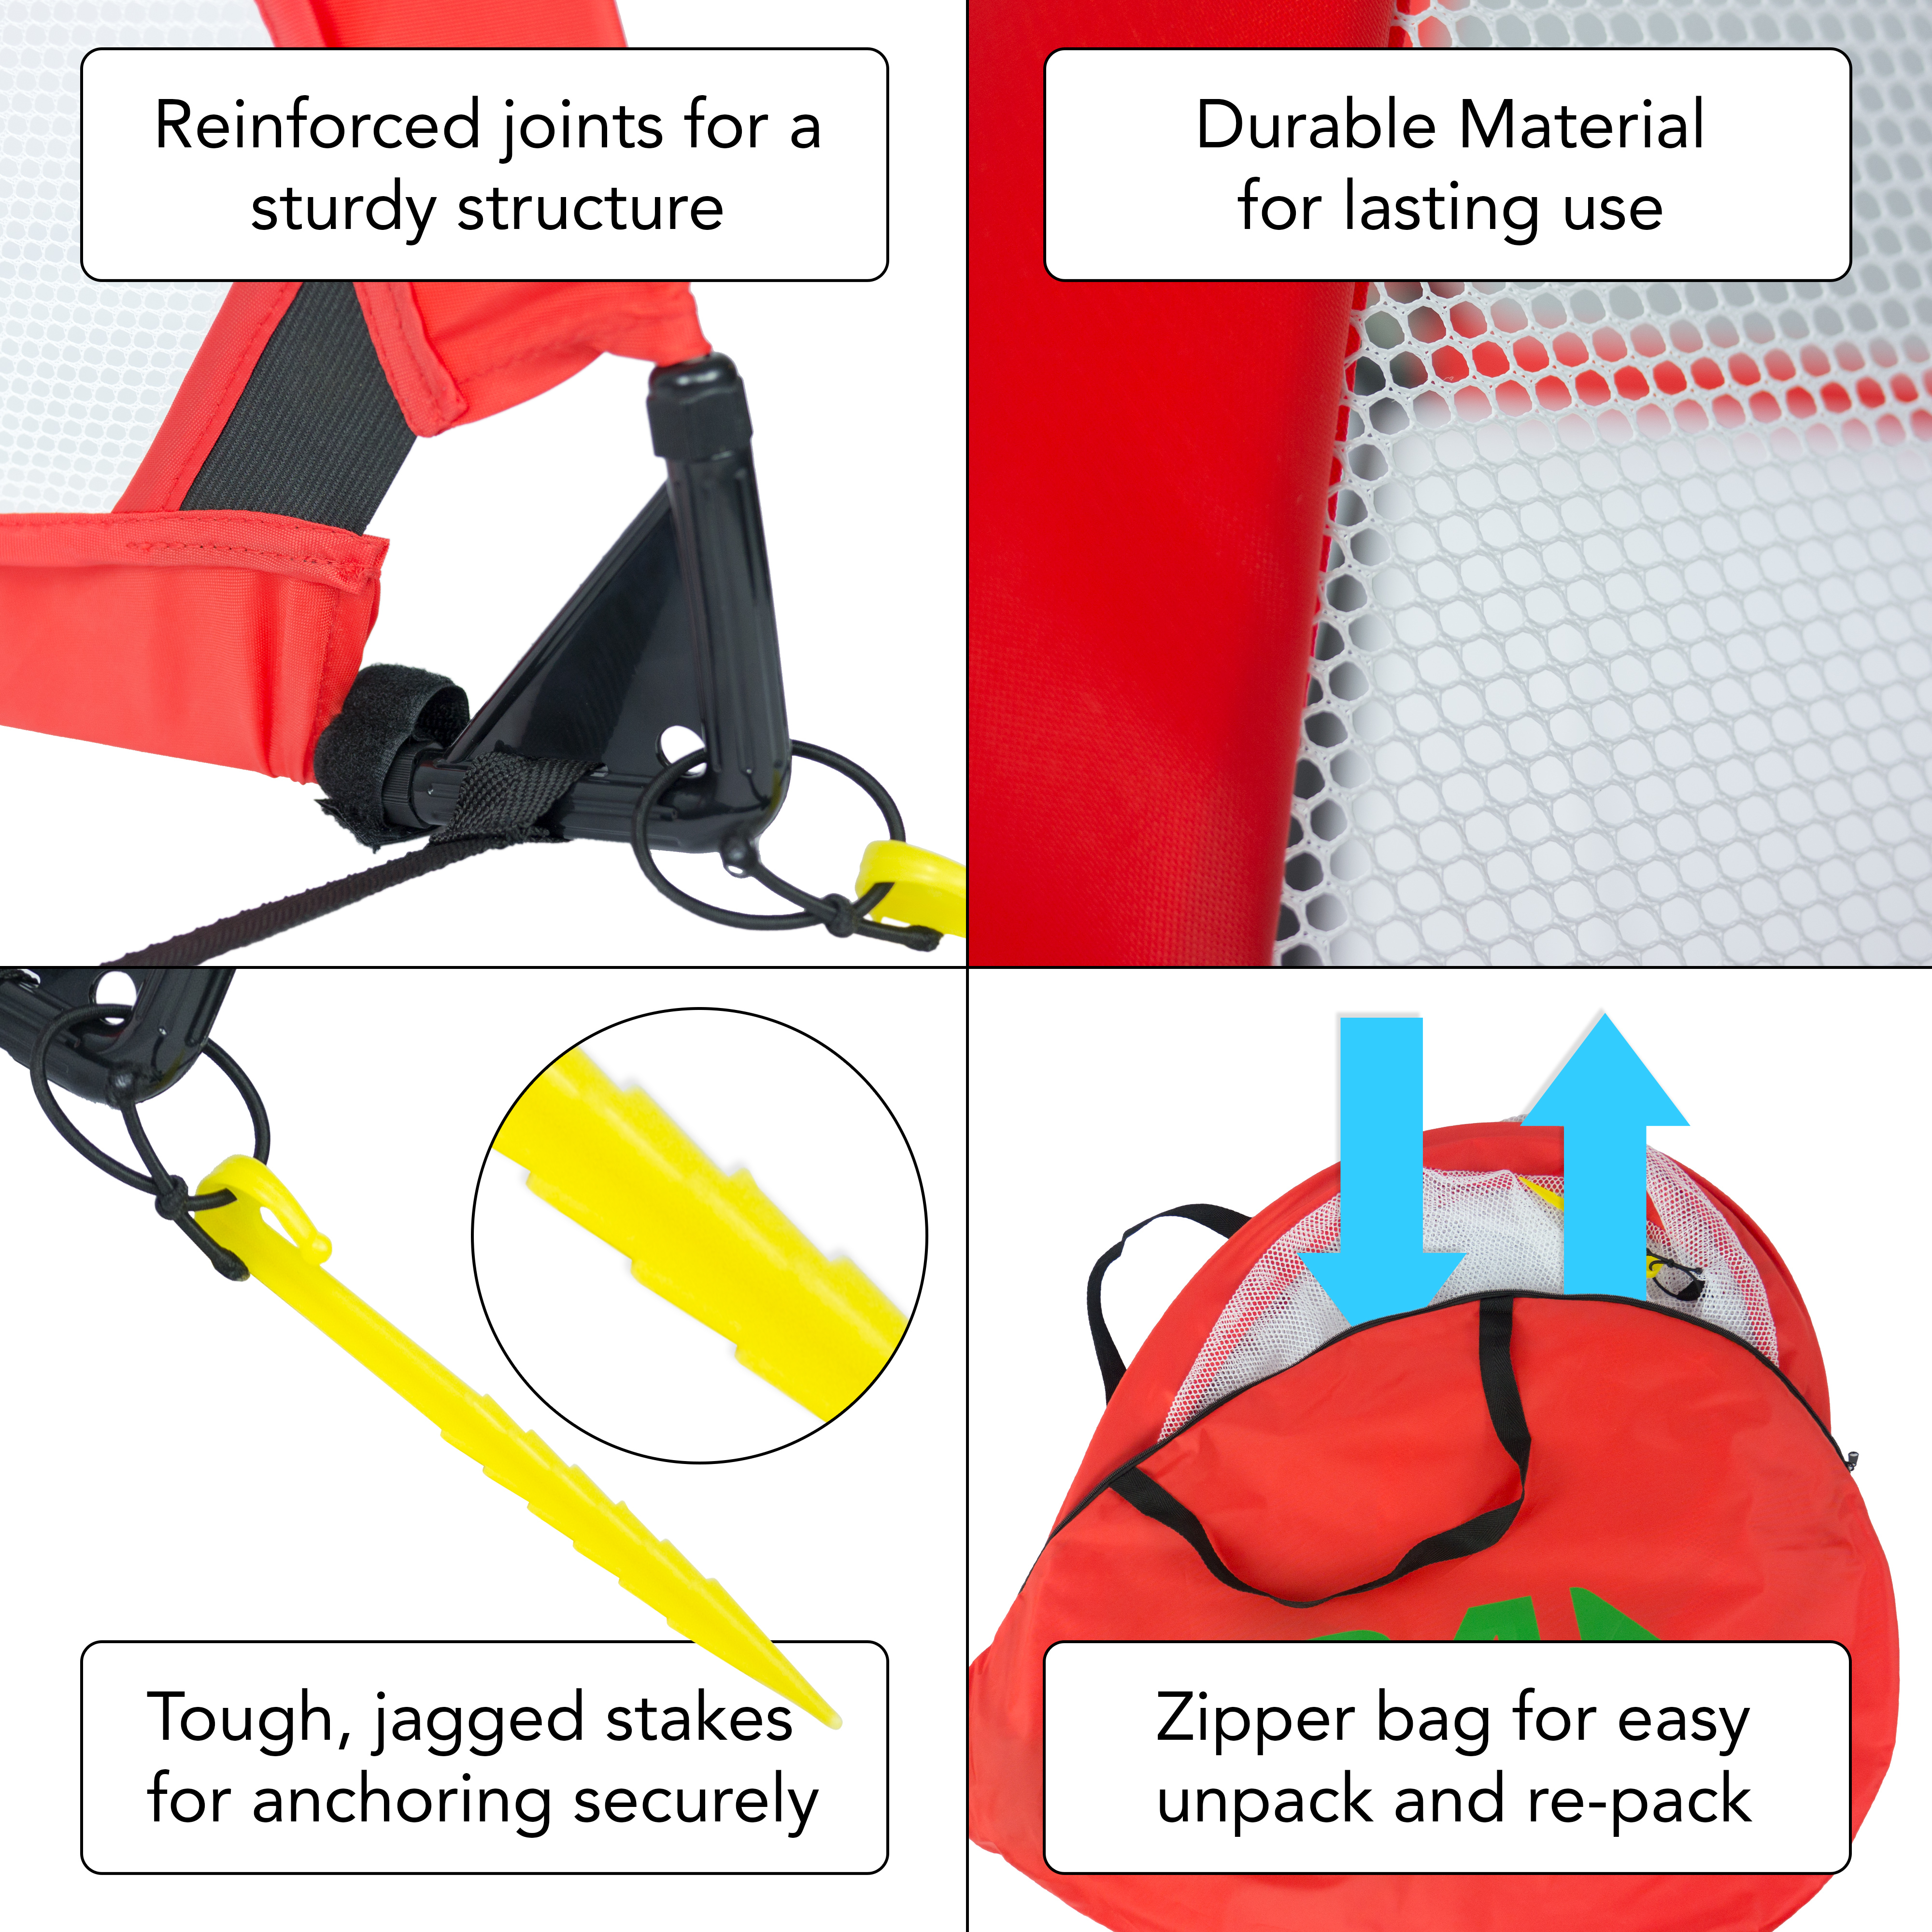 Reinforced joints for a
sturdy structure
Durable Material
for lasting use
Tough, jagged stakes
for anchoring securely
Zipper bag for easy
unpack and re-pack